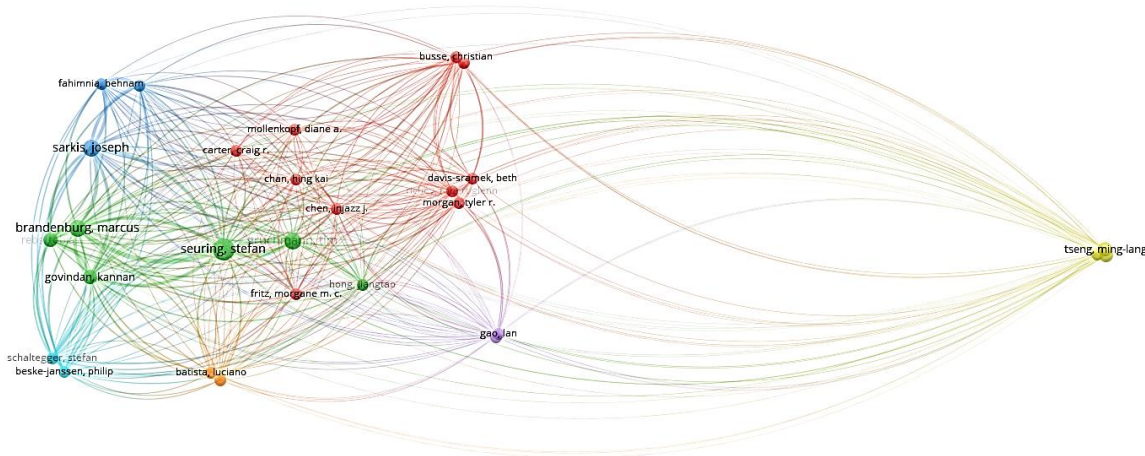 busse, christian
fahimnia, behnam
mollenkopf, diane a.
sarkis, joseph
carter, craig r.
chan, hing kai
davis-sramek, beth
morgan, tyler r.
chen, injazz j.
brandenburg, marcus
seuring, stefan
tseng, ming-lang
govindan, kannan
hong, jiangtao
fritz, morgane m. c.
gao, lan
schaltegger, stefan
beske-janssen, philip
batista, luciano